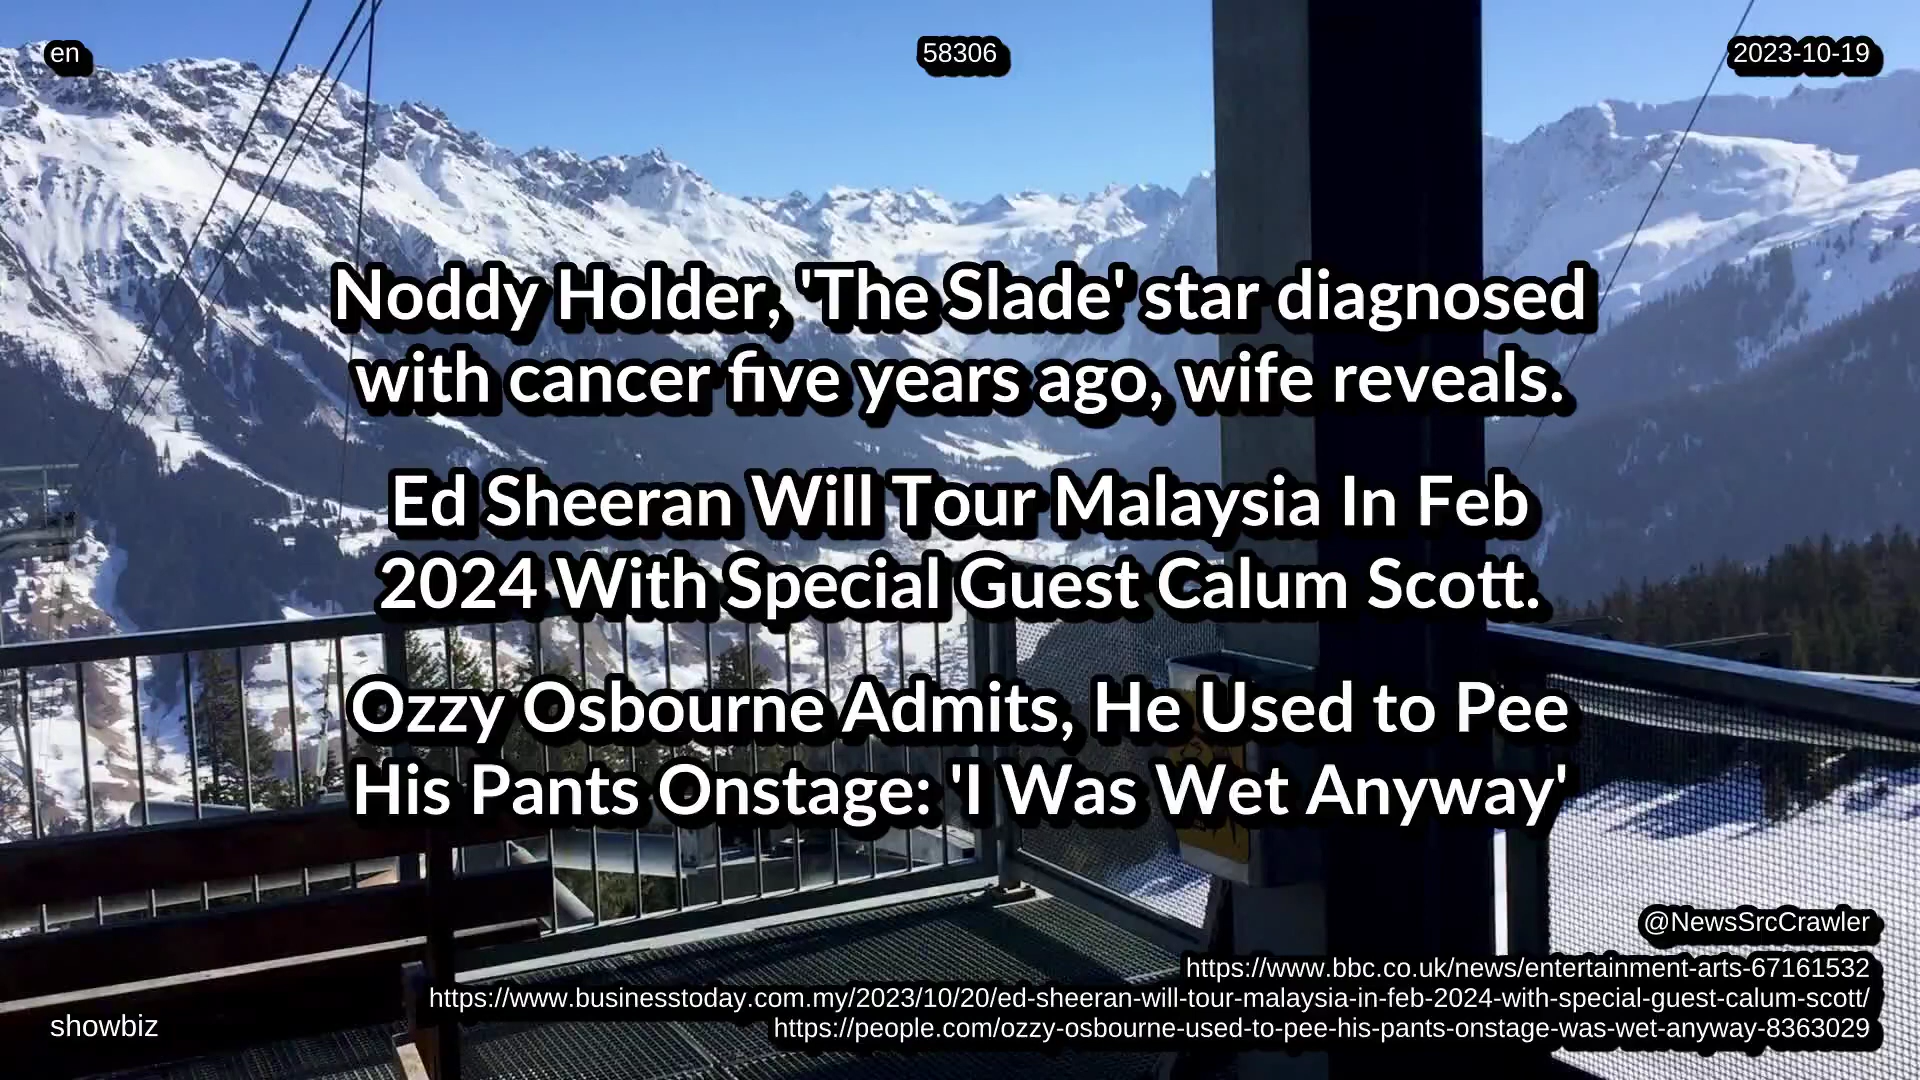 en
58306
2023-10-19
Noddy Holder, 'The Slade' star diagnosed
with cancer five years ago, wife reveals.
Ed Sheeran Will Tour Malaysia In Feb
2024 With Special Guest Calum Scott.
Ozzy Osbourne Admits, He Used to Pee
His Pants Onstage: 'I Was Wet Anyway'
@NewsSrcCrawler
https://www.bbc.co.uk/news/entertainment-arts-67161532
https://www.businesstoday.com.my/2023/10/20/ed-sheeran-will-tour-malaysia-in-feb-2024-with-special-guest-calum-scott/
https://people.com/ozzy-osbourne-used-to-pee-his-pants-onstage-was-wet-anyway-8363029
showbiz